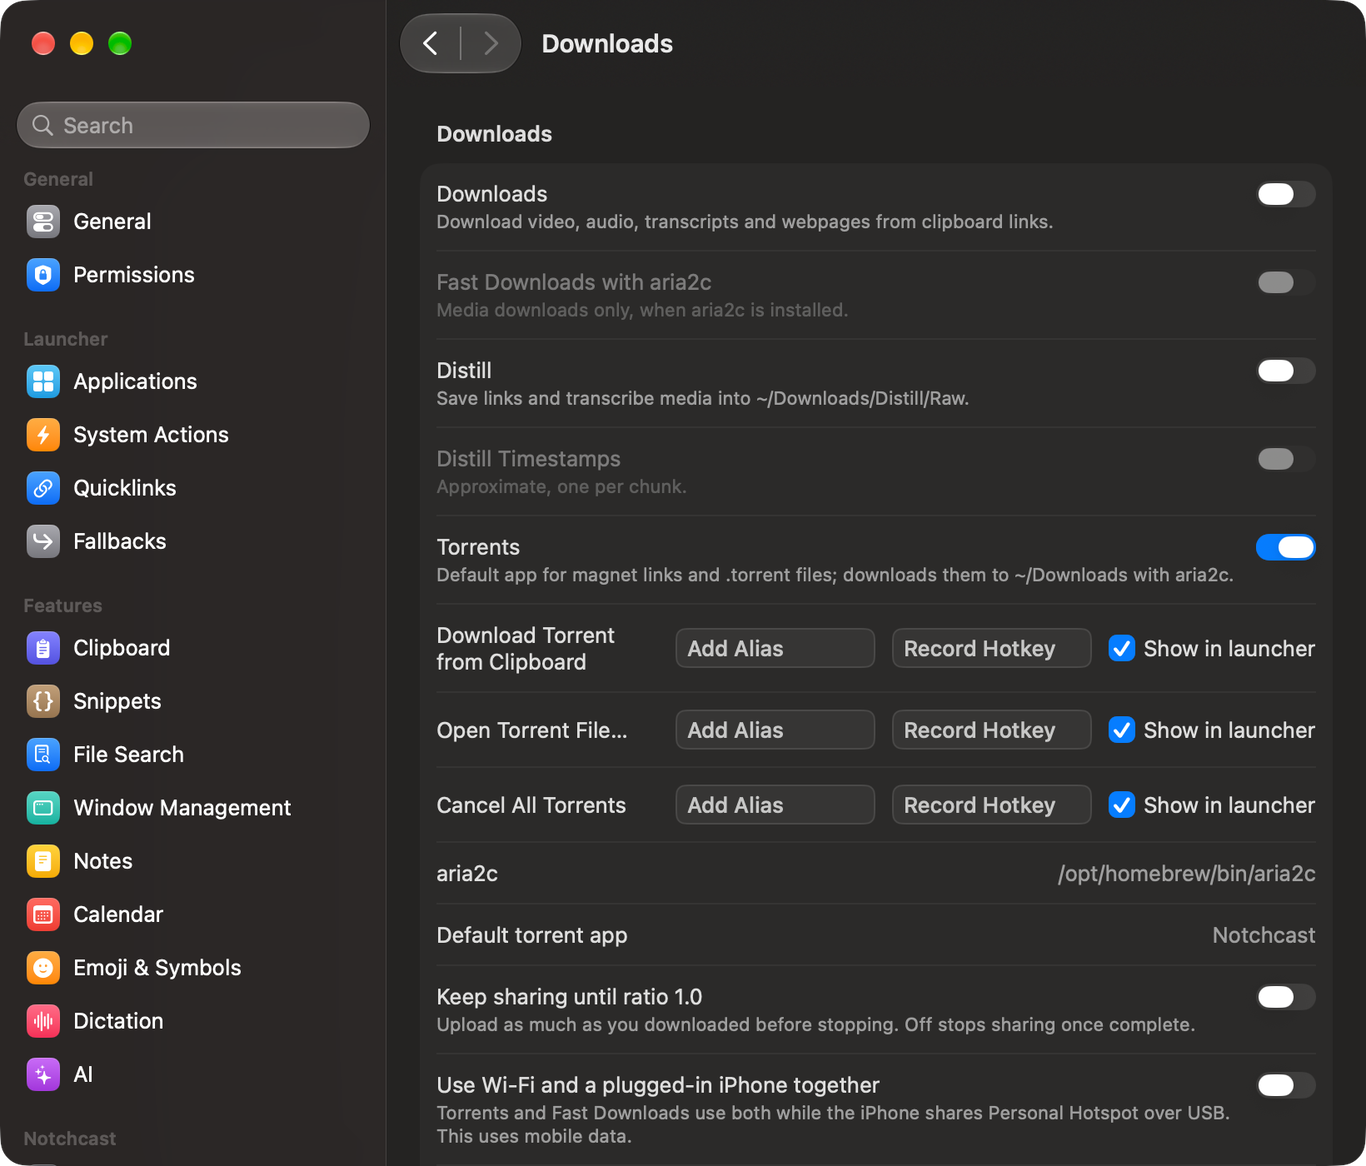 Downloads
Search
General
General
Permissions
Launcher
Applications
System Actions
Quicklinks
Fallbacks
Features
Clipboard
Snippets
File Search
Window Management
Notes
Calendar
Emoji & Symbols
Dictation
AI
Notchcast
Downloads
Downloads
Download video, audio, transcripts and webpages from clipboard links.
Fast Downloads with aria2c
Media downloads only, when aria2c is installed.
Distill
Save links and transcribe media into ~/Downloads/Distill/Raw.
Distill Timestamps
Approximate, one per chunk.
Torrents
Default app for magnet links and .torrent files; downloads them to ~/Downloads with aria2c.
Download Torrent
from Clipboard
Add Alias
Record Hotkey
Show in launcher
Open Torrent File...
Add Alias
Record Hotkey
Show in launcher
Cancel All Torrents
Add Alias
Record Hotkey
Show in launcher
aria2c
/opt/homebrew/bin/aria2c
Default torrent app
Notchcast
Keep sharing until ratio 1.0
Upload as much as you downloaded before stopping. Off stops sharing once complete.
Use Wi-Fi and a plugged-in iPhone together
Torrents and Fast Downloads use both while the iPhone shares Personal Hotspot over USB.
This uses mobile data.